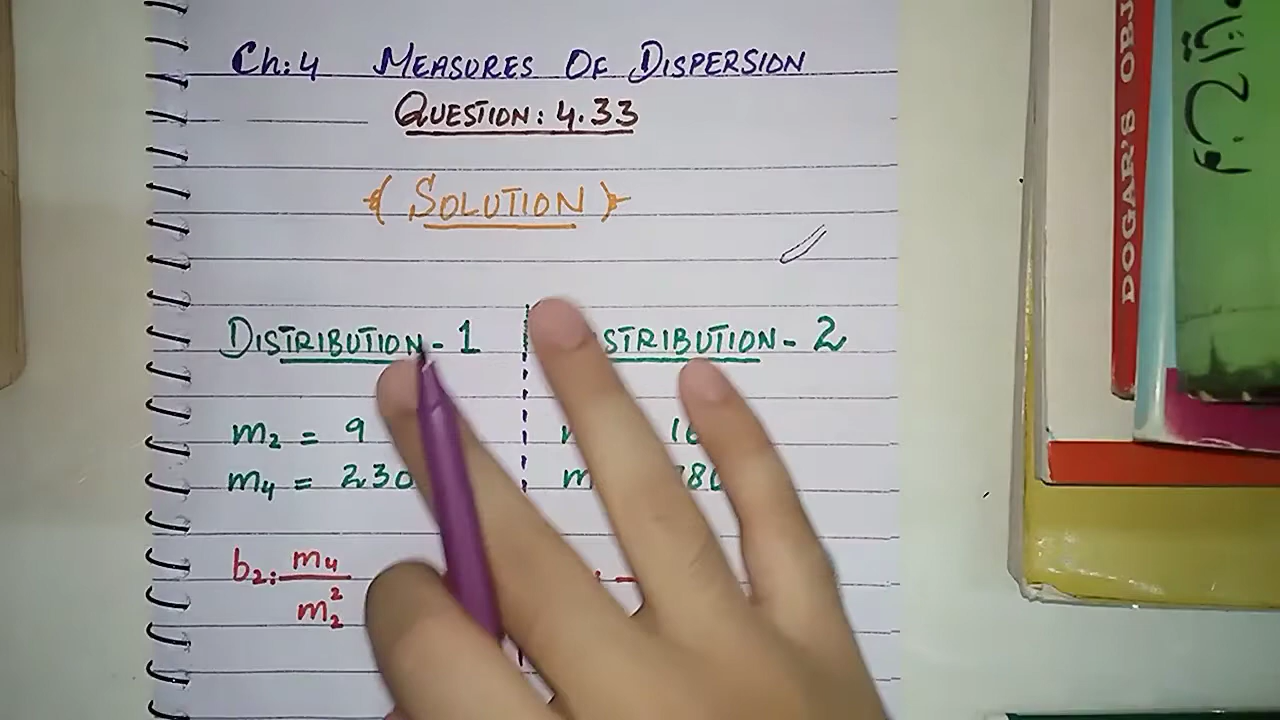 Ch:4 MEASURES OF DISPERSION
QUESTION: 4.33
SOLUTION
DISTRIBUTION - 1
STRIBUTION - 2
m₂ = 9
m₄ = 230
b₂: m₄
m₂²
DOGAR'S OBJ